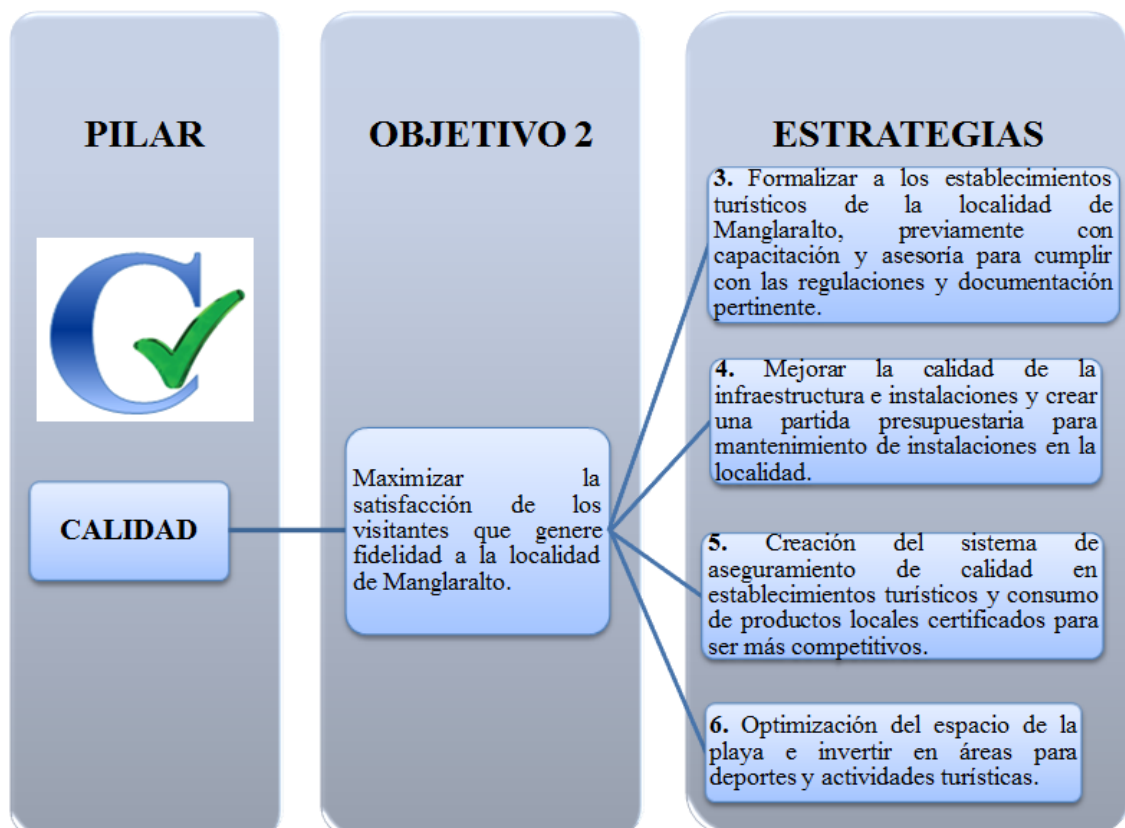 PILAR
C
CALIDAD
OBJETIVO 2
Maximizar la
satisfacción de los
visitantes que genere
fidelidad a la localidad
de Manglaralto.
ESTRATEGIAS
3. Formalizar a los establecimientos
turísticos de la localidad de
Manglaralto, previamente con
capacitación y asesoría para cumplir
con las regulaciones y documentación
pertinente.
4. Mejorar la calidad de la
infraestructura e instalaciones y crear
una partida presupuestaria para
mantenimiento de instalaciones en la
localidad.
5. Creación del sistema de
aseguramiento de calidad en
establecimientos turísticos y consumo
de productos locales certificados para
ser más competitivos.
6. Optimización del espacio de la
playa e invertir en áreas para
deportes y actividades turísticas.